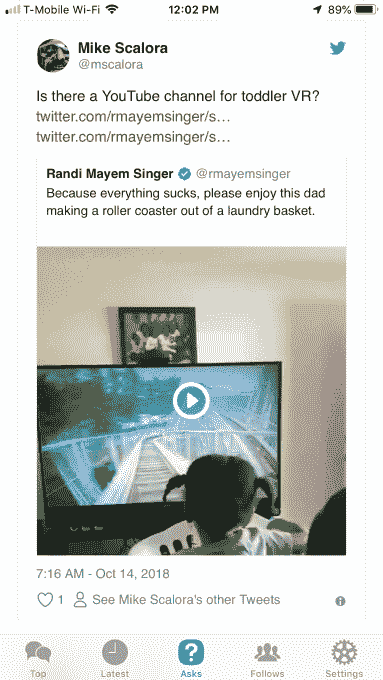 T-Mobile Wi-Fi 12:02 PM 89%
Mike Scalora
@mscalora
Is there a YouTube channel for toddler VR?
twitter.com/rmayemsinger/s…
twitter.com/rmayemsinger/s…
Randi Mayem Singer @rmayemsinger
Because everything sucks, please enjoy this dad
making a roller coaster out of a laundry basket.
7:16 AM - Oct 14, 2018
1 See Mike Scalora's other Tweets
Top Latest Asks Follows Settings